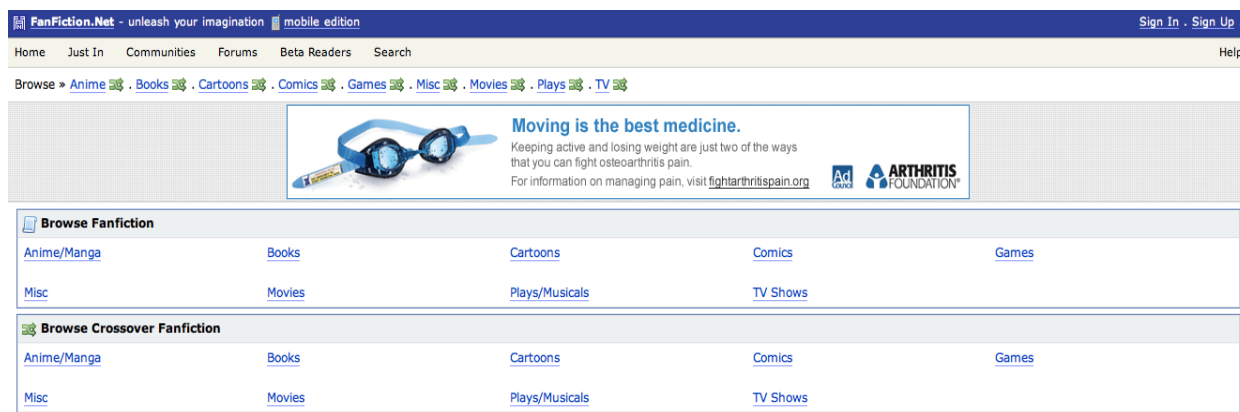 FanFiction.Net - unleash your imagination mobile edition Sign In . Sign Up
Home Just In Communities Forums Beta Readers Search Help
Browse » Anime . Books . Cartoons . Comics . Games . Misc . Movies . Plays . TV
Moving is the best medicine.
Keeping active and losing weight are just two of the ways
that you can fight osteoarthritis pain.
For information on managing pain, visit fightarthritispain.org
Ad Council
ARTHRITIS
FOUNDATION®
Browse Fanfiction
Anime/Manga Books Cartoons Comics Games
Misc Movies Plays/Musicals TV Shows
Browse Crossover Fanfiction
Anime/Manga Books Cartoons Comics Games
Misc Movies Plays/Musicals TV Shows